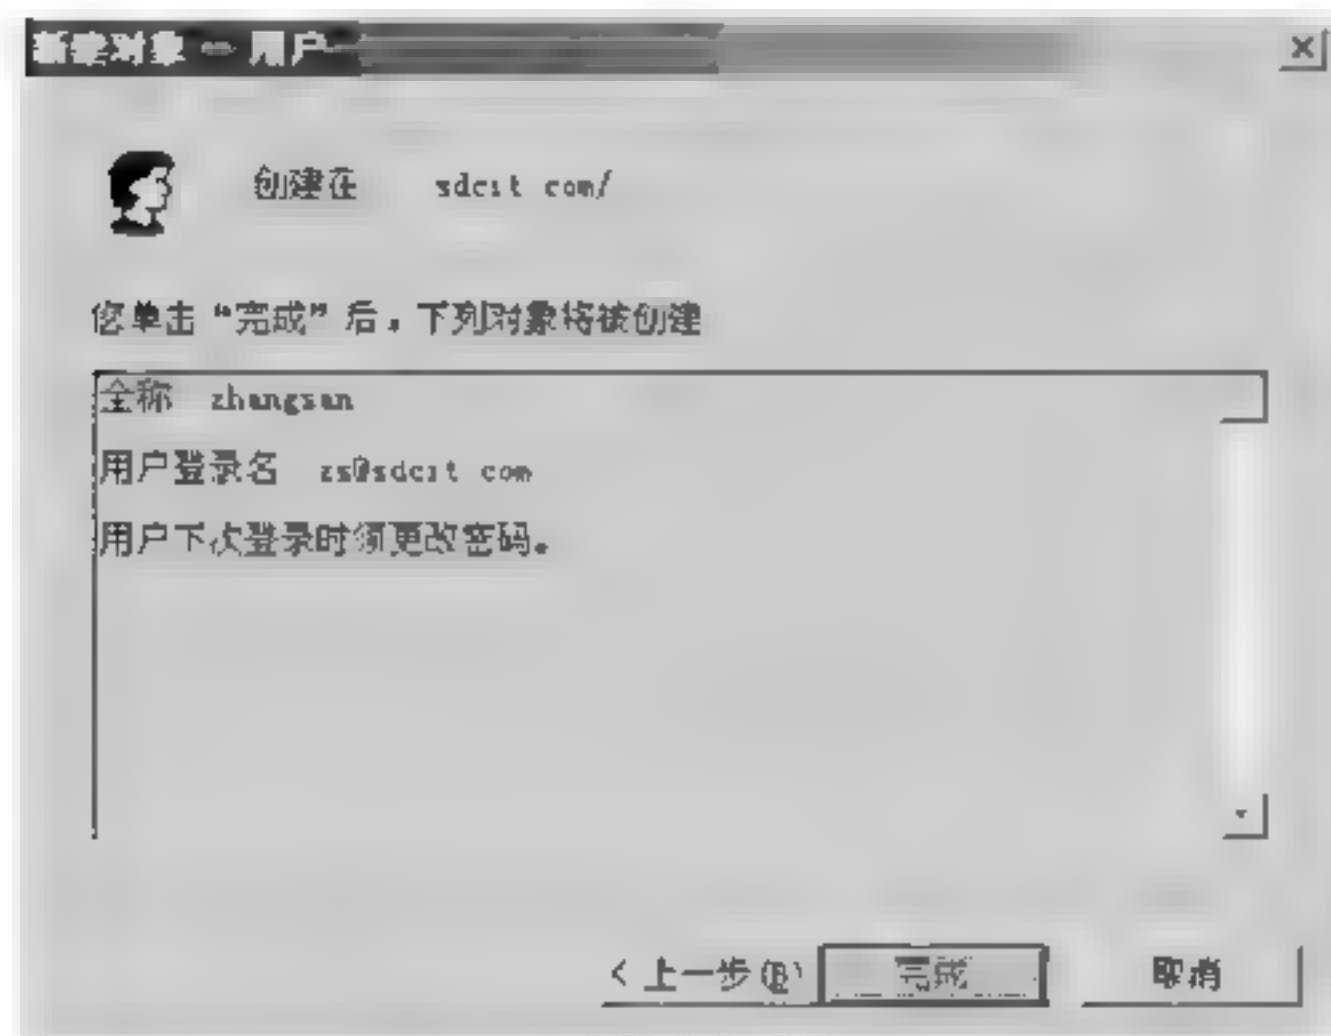 新建对象 - 用户
创建在 sdcit com/
您单击“完成”后，下列对象将被创建
全称 zhangsan
用户登录名 zs@sdcit com
用户下次登录时须更改密码。
< 上一步(B) 完成 取消